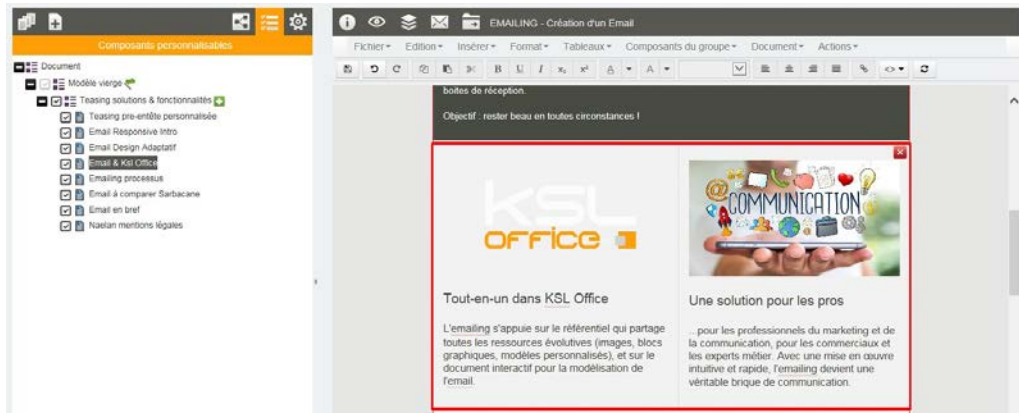 EMAILING - Création d'un Email
Composants personnalisables
Fichier Edition Insérer Format Tableaux Composants du groupe Document Actions
Document
Modèle vierge
Teasing solutions & fonctionnalités
Teasing pre-entête personnalisée
Email Responsive Intro
Email Design Adaptatif
Email & Ksl Office
Emailing processus
Email à comparer Sarbacane
Email en bref
Naelan mentions légales
B U I x₂ x² A A
boites de réception.
Objectif : rester beau en toutes circonstances !
KSL
OFFICE
COMMUNICATION
Tout-en-un dans KSL Office
L'emailing s'appuie sur le référentiel qui partage
toutes les ressources évolutives (images, blocs
graphiques, modèles personnalisés), et sur le
document interactif pour la modélisation de
l'email.
Une solution pour les pros
...pour les professionnels du marketing et de
la communication, pour les commerciaux et
les experts métier. Avec une mise en œuvre
intuitive et rapide, l'emailing devient une
véritable brique de communication.